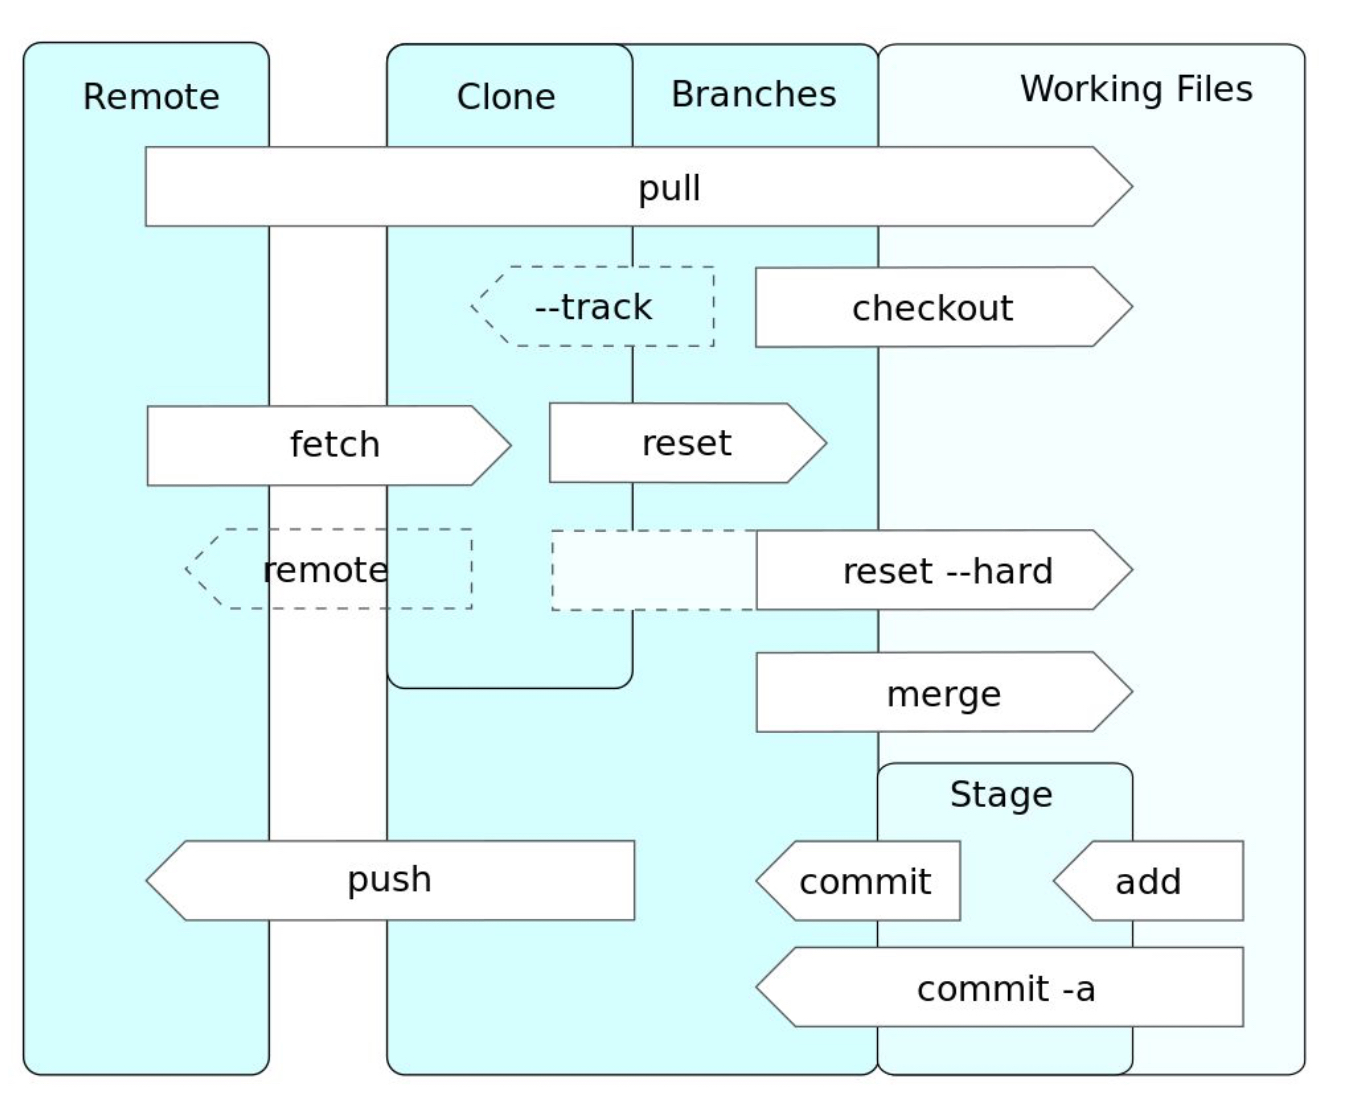 Remote
Clone
Branches
Working Files
pull
--track
checkout
fetch
reset
remote
reset --hard
merge
Stage
push
commit
add
commit -a